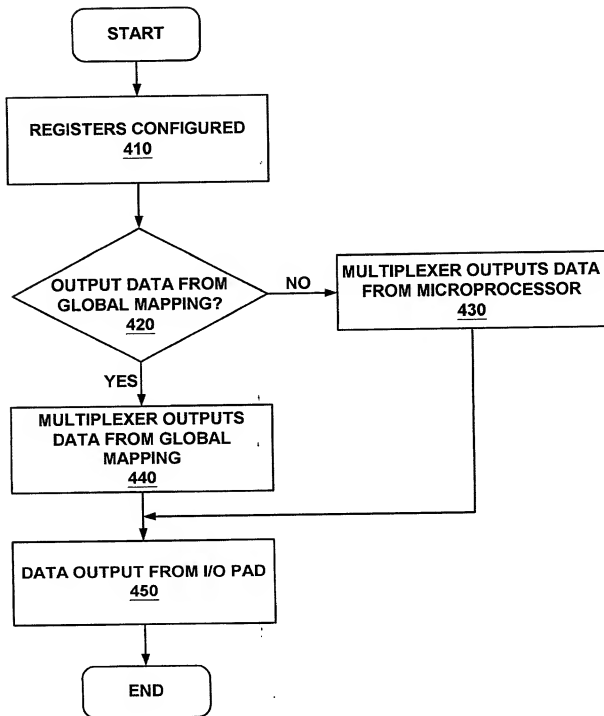 START
REGISTERS CONFIGURED
410
OUTPUT DATA FROM
GLOBAL MAPPING?
420
NO
MULTIPLEXER OUTPUTS DATA
FROM MICROPROCESSOR
430
YES
MULTIPLEXER OUTPUTS
DATA FROM GLOBAL
MAPPING
440
DATA OUTPUT FROM I/O PAD
450
END